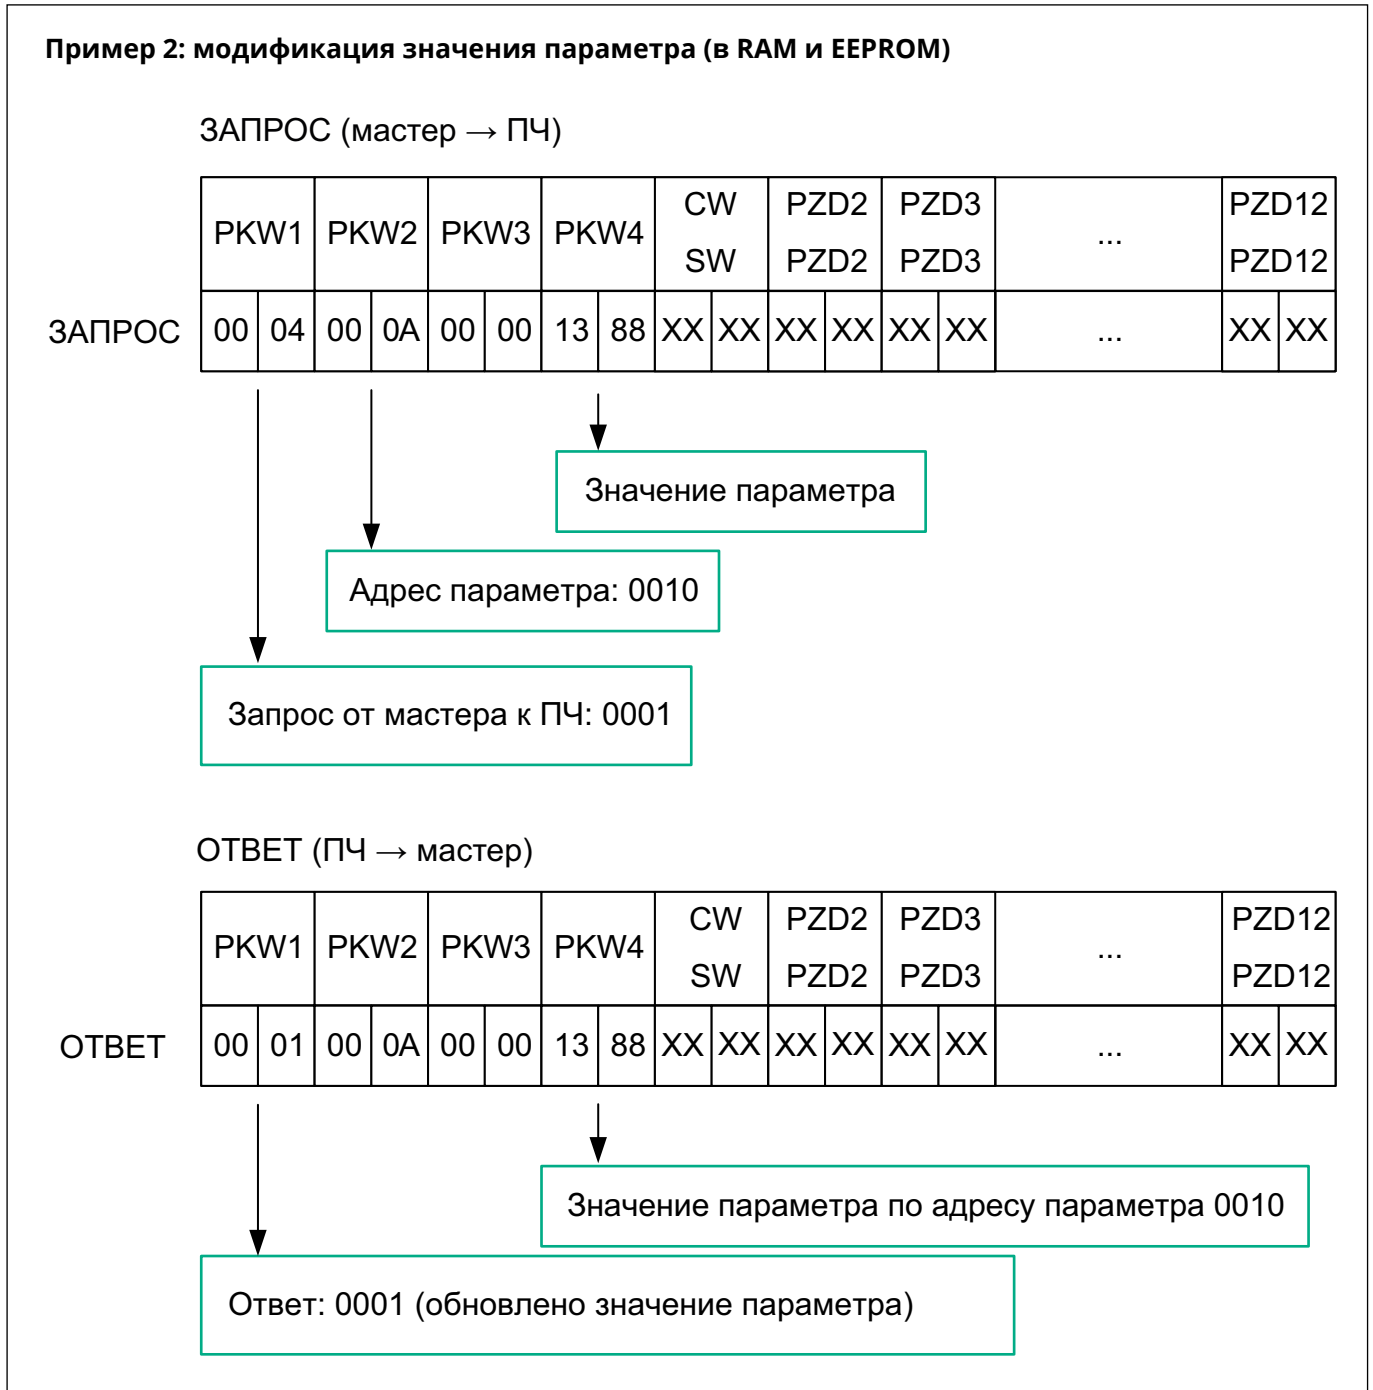 Пример 2: модификация значения параметра (в RAM и EEPROM)
ЗАПРОС (мастер → ПЧ)
PKW1 PKW2 PKW3 PKW4 CW PZD2 PZD3 ... PZD12
SW PZD2 PZD3 PZD12
ЗАПРОС 00 04 00 0A 00 00 13 88 XX XX XX XX XX XX ... XX XX
Значение параметра
Адрес параметра: 0010
Запрос от мастера к ПЧ: 0001
ОТВЕТ (ПЧ → мастер)
PKW1 PKW2 PKW3 PKW4 CW PZD2 PZD3 ... PZD12
SW PZD2 PZD3 PZD12
ОТВЕТ 00 01 00 0A 00 00 13 88 XX XX XX XX XX XX ... XX XX
Значение параметра по адресу параметра 0010
Ответ: 0001 (обновлено значение параметра)